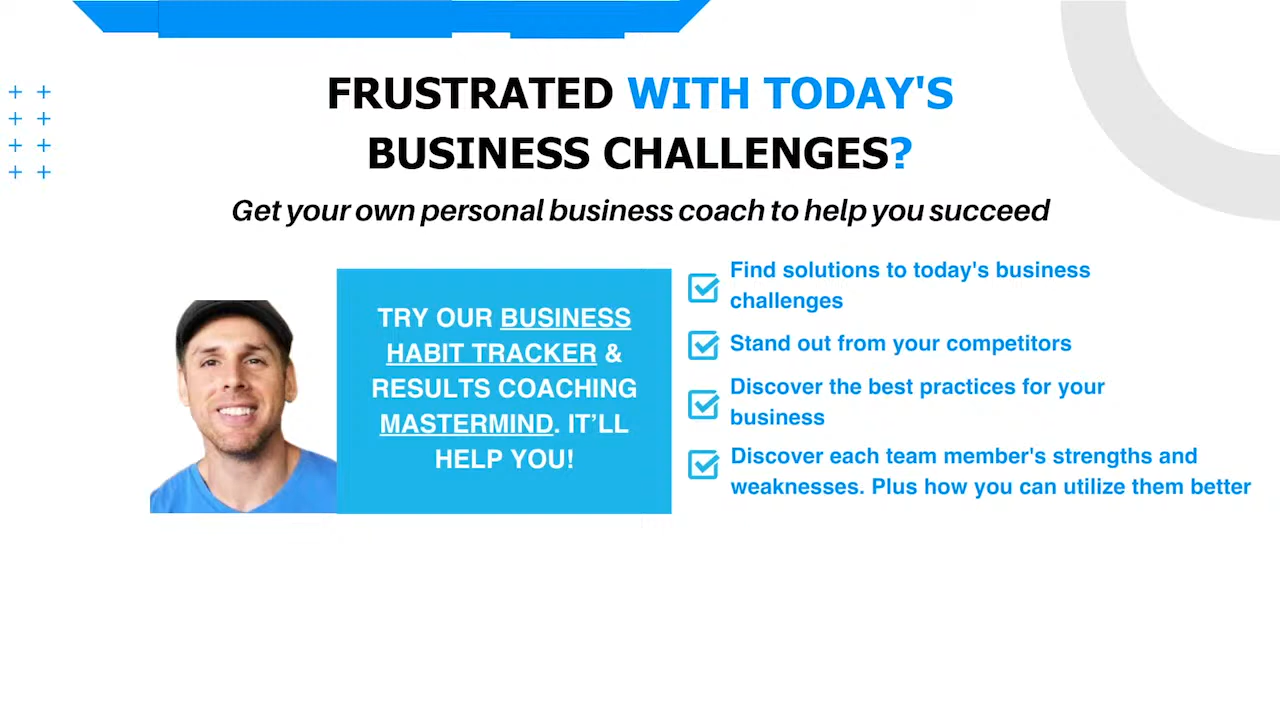 FRUSTRATED WITH TODAY'S
BUSINESS CHALLENGES?
Get your own personal business coach to help you succeed
TRY OUR BUSINESS
HABIT TRACKER &
RESULTS COACHING
MASTERMIND. IT’LL
HELP YOU!
Find solutions to today's business
challenges
Stand out from your competitors
Discover the best practices for your
business
Discover each team member's strengths and
weaknesses. Plus how you can utilize them better